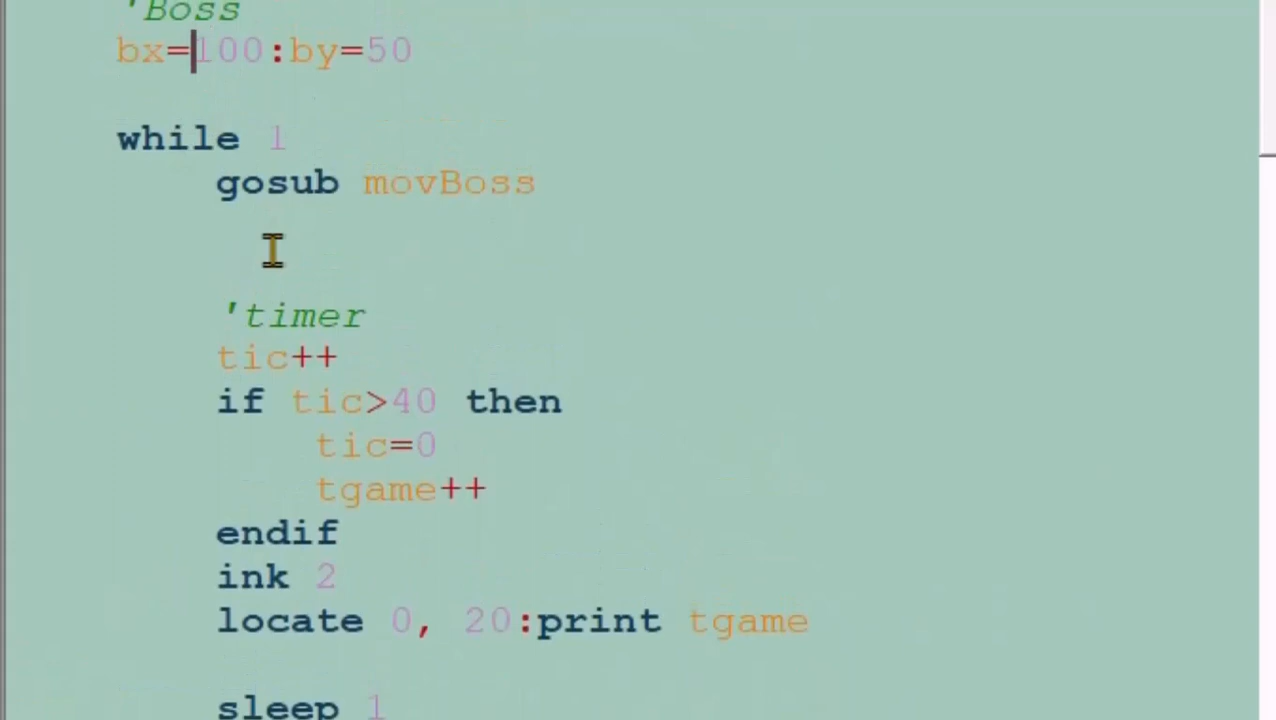 'Boss
bx=100:by=50
while 1
gosub movBoss
'timer
tic++
if tic>40 then
tic=0
tgame++
endif
ink 2
locate 0, 20:print tgame
sleep 1